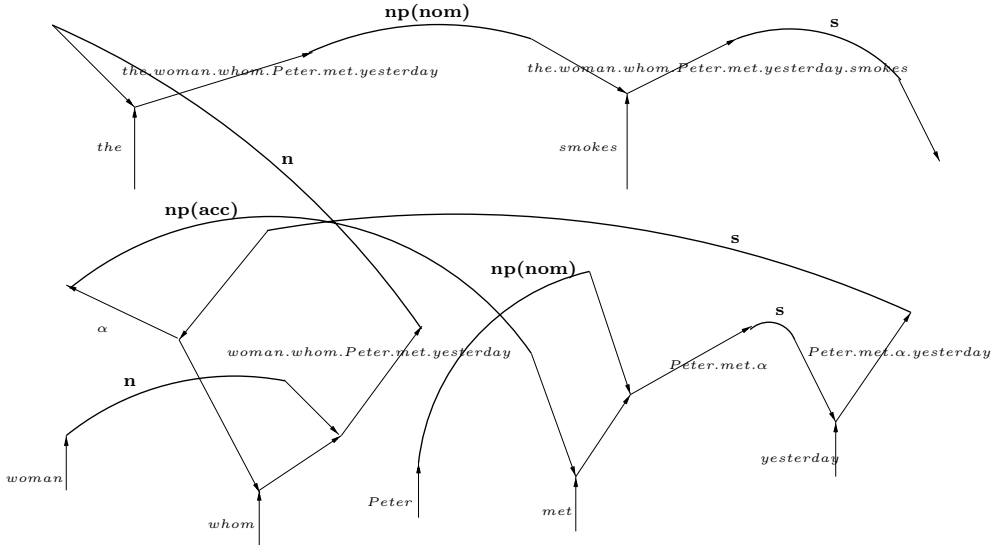 np(nom)
s
the.woman.whom.Peter.met.yesterday
the.woman.whom.Peter.met.yesterday.smokes
the
smokes
n
np(acc)
s
np(nom)
s
α
woman.whom.Peter.met.yesterday
Peter.met.α
Peter.met.α.yesterday
n
woman
yesterday
Peter
met
whom